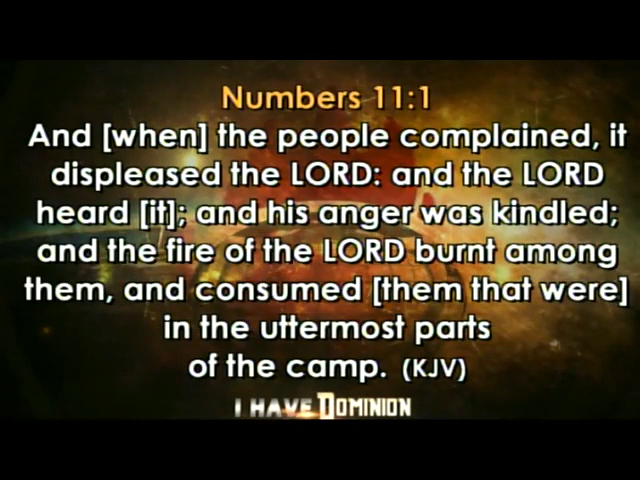 Numbers 11:1
And [when] the people complained, it
displeased the LORD: and the LORD
heard [it]; and his anger was kindled;
and the fire of the LORD burnt among
them, and consumed [them that were]
in the uttermost parts
of the camp. (KJV)
I HAVE DOMINION